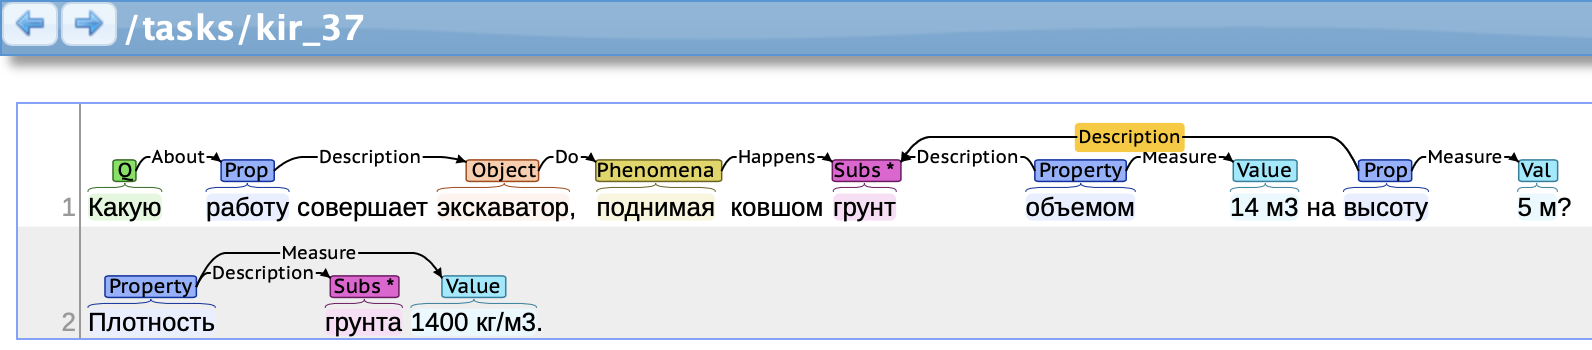 /tasks/kir_37
Description
About Description Do Happens Description Measure Measure
Q Prop Object Phenomena Subs * Property Value Prop Val
1 Какую работу совершает экскаватор, поднимая ковшом грунт объемом 14 м3 на высоту 5 м?
Measure
Description
Property Subs * Value
2 Плотность грунта 1400 кг/м3.